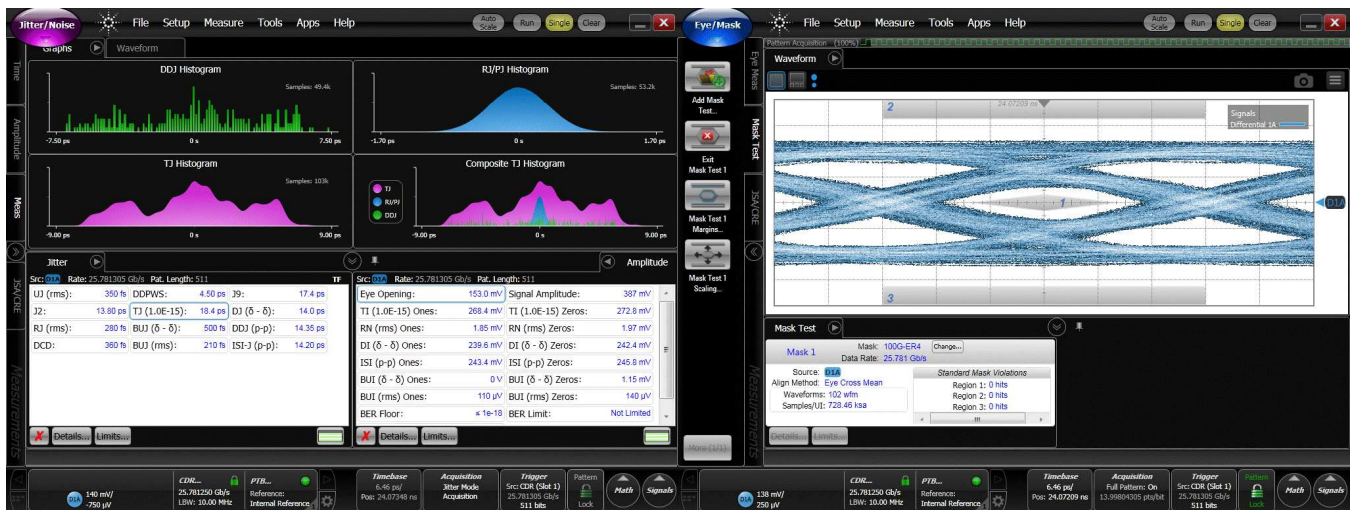 Jitter/Noise
File Setup Measure Tools Apps Help
Auto Scale Run Single Clear
Graphs Waveform
Time
Amplitude
Meas
JSA/CRE
Measurements
DDJ Histogram
Samples: 49.4k
-7.50 ps 0 s 7.50 ps
RJ/PJ Histogram
Samples: 53.2k
-1.70 ps 0 s 1.70 ps
TJ Histogram
Samples: 103k
-9.00 ps 0 s 9.00 ps
Composite TJ Histogram
TJ
RJ/PJ
DDJ
-9.00 ps 0 s 9.00 ps
Jitter
Src: D1A Rate: 25.781305 Gb/s Pat. Length: 511 TF
UJ (rms): 350 fs DDPWS: 4.50 ps J9: 17.4 ps
J2: 13.80 ps TJ (1.0E-15): 18.4 ps DJ (δ - δ): 14.0 ps
RJ (rms): 280 fs BUJ (δ - δ): 500 fs DDJ (p-p): 14.35 ps
DCD: 360 fs BUJ (rms): 210 fs ISI-J (p-p): 14.20 ps
Details... Limits...
Amplitude
Src: D1A Rate: 25.781305 Gb/s Pat. Length: 511
Eye Opening: 153.0 mV Signal Amplitude: 387 mV
TI (1.0E-15) Ones: 268.4 mV TI (1.0E-15) Zeros: 272.8 mV
RN (rms) Ones: 1.85 mV RN (rms) Zeros: 1.97 mV
DI (δ - δ) Ones: 239.6 mV DI (δ - δ) Zeros: 242.4 mV
ISI (p-p) Ones: 243.4 mV ISI (p-p) Zeros: 245.8 mV
BUI (δ - δ) Ones: 0 V BUI (δ - δ) Zeros: 1.15 mV
BUI (rms) Ones: 110 µV BUI (rms) Zeros: 140 µV
BER Floor: ≤ 1e-18 BER Limit: Not Limited
Details... Limits...
D1A 140 mV/
-750 µV
CDR...
25.781250 Gb/s
LBW: 10.00 MHz
PTB...
Reference:
Internal Reference
Timebase
6.46 ps/
Pos: 24.07348 ns
Acquisition
Jitter Mode
Acquisition
Trigger
Src: CDR (Slot 1)
25.781305 Gb/s
511 bits
Pattern
Lock
Math
Signals
Eye/Mask
File Setup Measure Tools Apps Help
Auto Scale Run Single Clear
Add Mask Test...
Exit Mask Test 1
Mask Test 1 Margins...
Mask Test 1 Scaling...
More (1/1)
Eye Meas
Mask Test
JSA/CRE
Measurements
Pattern Acquisition (100%)
Waveform
24.07209 ns
Signals
Differential 1A
2
1
3
D1A
Mask Test
Mask 1
Mask: 100G-ER4 Change...
Data Rate: 25.781 Gb/s
Source: D1A
Align Method: Eye Cross Mean
Waveforms: 102 wfm
Samples/UI: 728.46 ksa
Standard Mask Violations
Region 1: 0 hits
Region 2: 0 hits
Region 3: 0 hits
Details... Limits...
D1A 138 mV/
250 µV
CDR...
25.781250 Gb/s
LBW: 10.00 MHz
PTB...
Reference:
Internal Reference
Timebase
6.46 ps/
Pos: 24.07209 ns
Acquisition
Full Pattern: On
13.99804305 pts/bit
Trigger
Src: CDR (Slot 1)
25.781305 Gb/s
511 bits
Pattern
Lock
Math
Signals